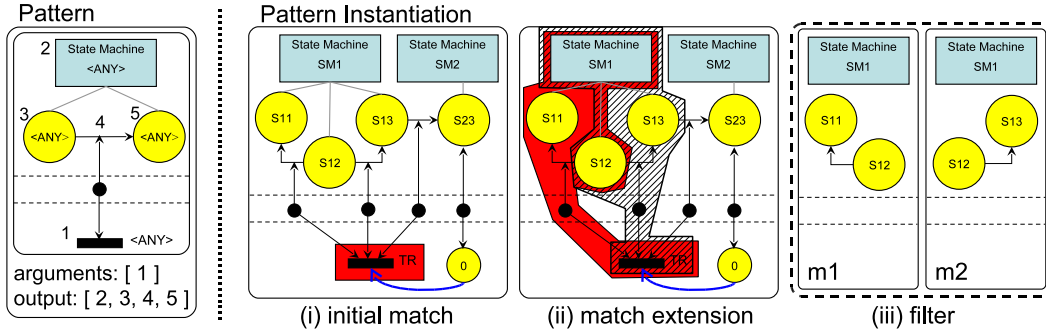 Pattern
2
State Machine
<ANY>
3
<ANY>
4
5
<ANY>
1
<ANY>
arguments: [ 1 ]
output: [ 2, 3, 4, 5 ]
Pattern Instantiation
State Machine
SM1
State Machine
SM2
S11
S13
S23
S12
TR
0
(i) initial match
State Machine
SM1
State Machine
SM2
S11
S13
S23
S12
TR
0
(ii) match extension
State Machine
SM1
S11
S12
m1
State Machine
SM1
S13
S12
m2
(iii) filter